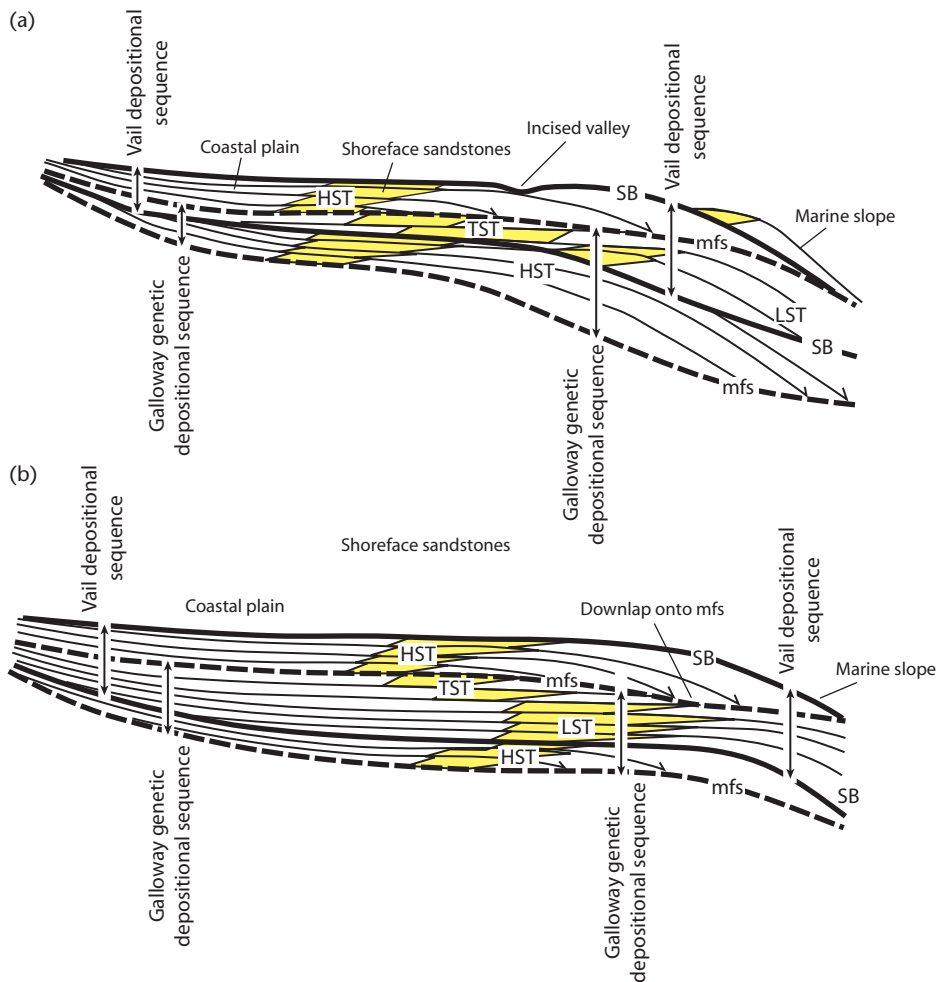 (a)
Vail depositional
sequence
Coastal plain
Shoreface sandstones
Incised valley
Vail depositional
sequence
SB
Marine slope
HST
TST
mfs
HST
LST
SB
mfs
Galloway genetic
depositional sequence
Galloway genetic
depositional sequence
(b)
Vail depositional
sequence
Shoreface sandstones
Coastal plain
Downlap onto mfs
Vail depositional
sequence
SB
Marine slope
HST
mfs
TST
LST
HST
mfs
SB
Galloway genetic
depositional sequence
Galloway genetic
depositional sequence